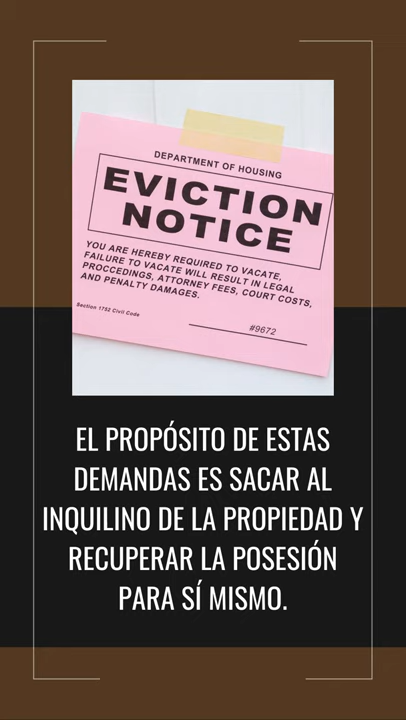 DEPARTMENT OF HOUSING
EVICTION
NOTICE
YOU ARE HEREBY REQUIRED TO VACATE,
FAILURE TO VACATE WILL RESULT IN LEGAL
PROCCEDINGS, ATTORNEY FEES, COURT COSTS,
AND PENALTY DAMAGES.
Section 1752 Civil Code
#9672
EL PROPÓSITO DE ESTAS
DEMANDAS ES SACAR AL
INQUILINO DE LA PROPIEDAD Y
RECUPERAR LA POSESIÓN
PARA SÍ MISMO.